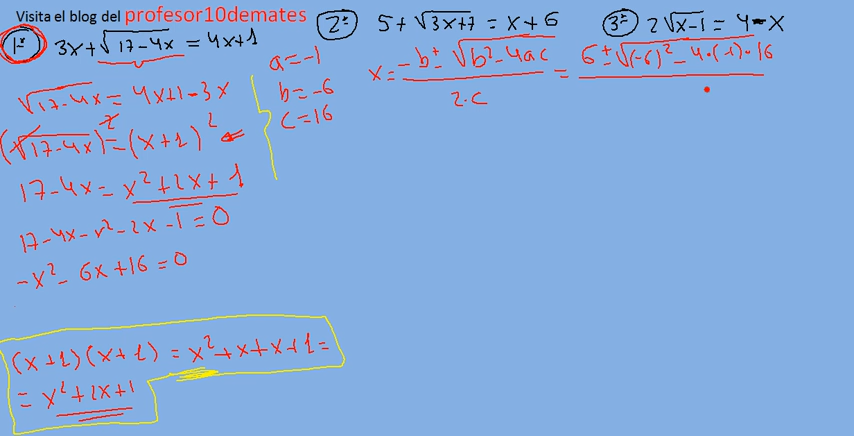 Visita el blog del profesor10demates
1ª 3x+√17-4x = 4x+1
2ª 5+√3x+7 = x+6
3ª 2√x-1 = 4-x
√17-4x = 4x+1-3x
(√17-4x)² = (x+1)²
17-4x = x²+2x+1
17-4x-x²-2x-1=0
-x²-6x+16=0
a=-1
b=-6
c=16
x= -b±√b²-4ac / 2·c = 6±√(-6)²-4·(-1)·16
(x+1)(x+1) = x²+x+x+1=
= x²+2x+1